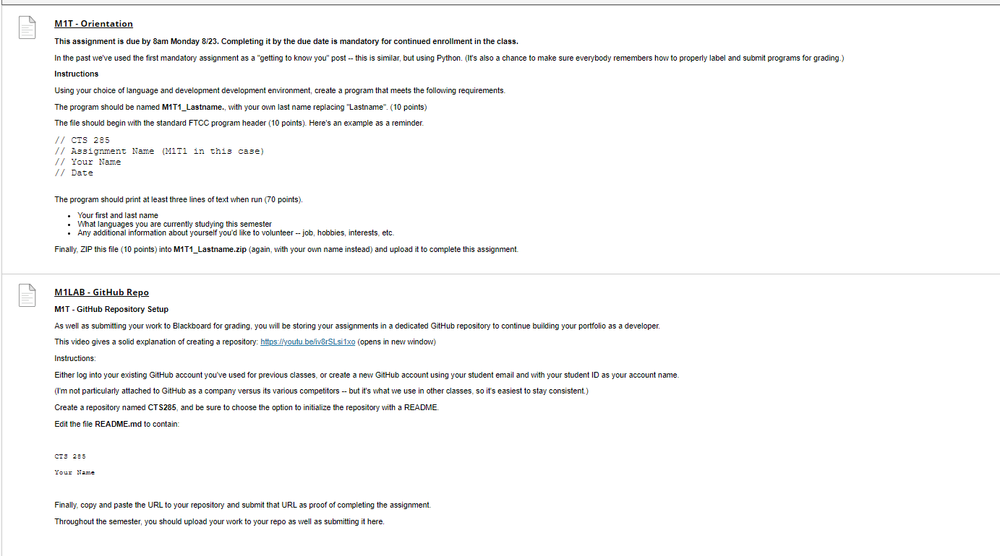 M1T - Orientation
This assignment is due by 8am Monday 8/23. Completing it by the due date is mandatory for continued enrollment in the class.
In the past we've used the first mandatory assignment as a "getting to know you" post -- this is similar, but using Python. (It's also a chance to make sure everybody remembers how to properly label and submit programs for grading.)
Instructions
Using your choice of language and development development environment, create a program that meets the following requirements.
The program should be named M1T1_Lastname., with your own last name replacing "Lastname". (10 points)
The file should begin with the standard FTCC program header (10 points). Here's an example as a reminder.
// CTS 285
// Assignment Name (M1T1 in this case)
// Your Name
// Date
The program should print at least three lines of text when run (70 points).
• Your first and last name
• What languages you are currently studying this semester
• Any additional information about yourself you'd like to volunteer -- job, hobbies, interests, etc.
Finally, ZIP this file (10 points) into M1T1_Lastname.zip (again, with your own name instead) and upload it to complete this assignment.
M1LAB - GitHub Repo
M1T - GitHub Repository Setup
As well as submitting your work to Blackboard for grading, you will be storing your assignments in a dedicated GitHub repository to continue building your portfolio as a developer.
This video gives a solid explanation of creating a repository: https://youtu.be/iv8rSLsi1xo (opens in new window)
Instructions:
Either log into your existing GitHub account you've used for previous classes, or create a new GitHub account using your student email and with your student ID as your account name.
(I'm not particularly attached to GitHub as a company versus its various competitors -- but it's what we use in other classes, so it's easiest to stay consistent.)
Create a repository named CTS285, and be sure to choose the option to initialize the repository with a README.
Edit the file README.md to contain:
CTS 285
Your Name
Finally, copy and paste the URL to your repository and submit that URL as proof of completing the assignment.
Throughout the semester, you should upload your work to your repo as well as submitting it here.